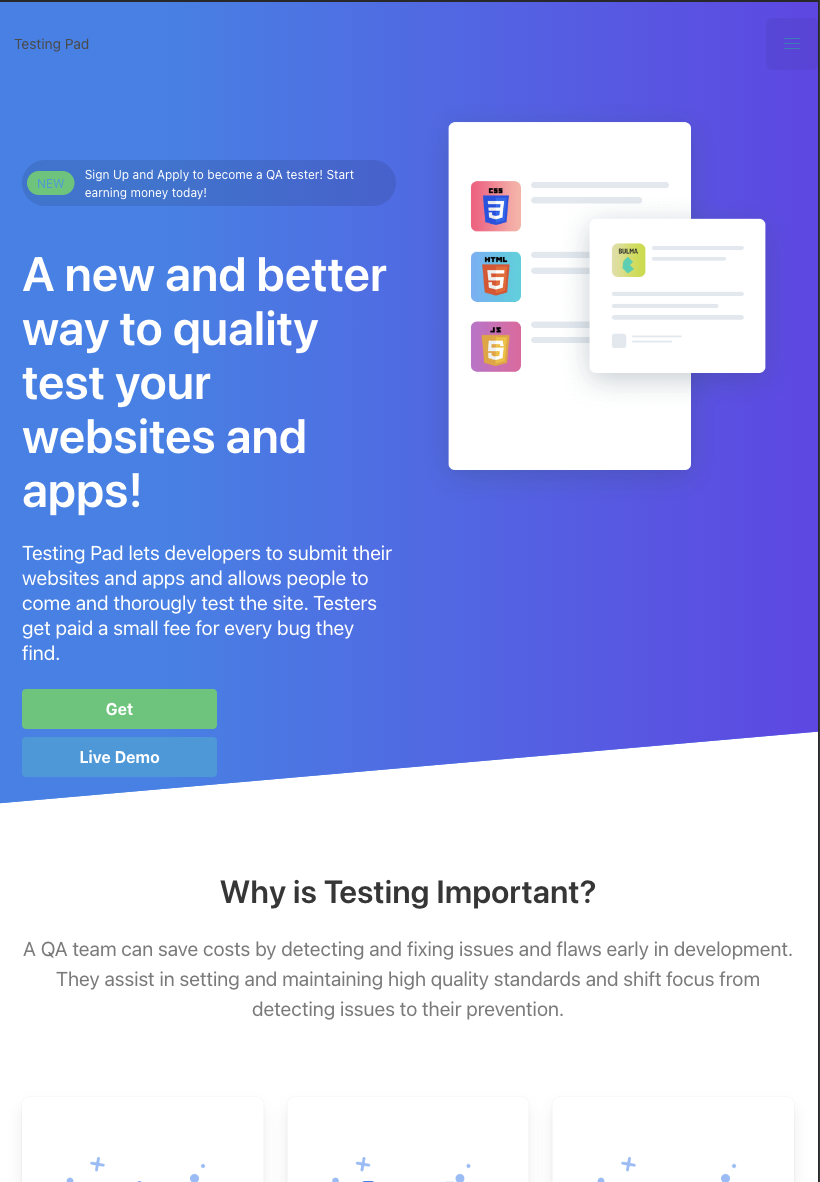 Testing Pad
NEW
Sign Up and Apply to become a QA tester! Start
earning money today!
A new and better
way to quality
test your
websites and
apps!
Testing Pad lets developers to submit their
websites and apps and allows people to
come and thorougly test the site. Testers
get paid a small fee for every bug they
find.
Get
Live Demo
CSS
3
HTML
5
JS
5
BULMA
Why is Testing Important?
A QA team can save costs by detecting and fixing issues and flaws early in development.
They assist in setting and maintaining high quality standards and shift focus from
detecting issues to their prevention.